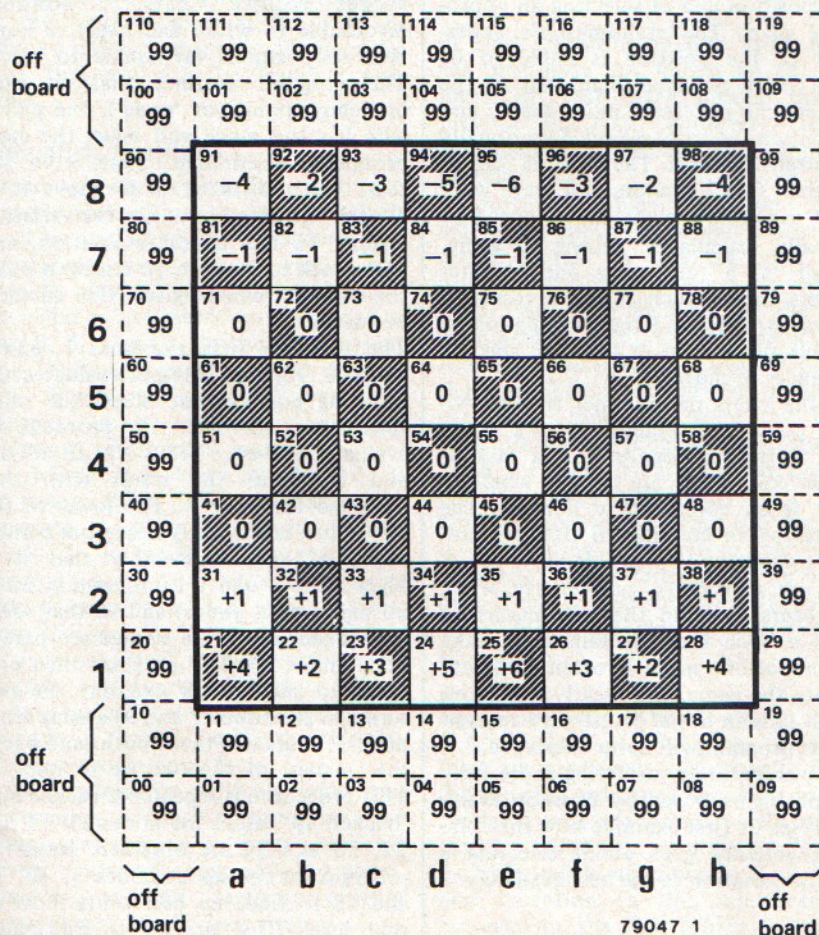 110 111 112 113 114 115 116 117 118 119
off
board
99 99 99 99 99 99 99 99 99 99
100 101 102 103 104 105 106 107 108 109
99 99 99 99 99 99 99 99 99 99
90 91 92 93 94 95 96 97 98 99
8 99 −4 −2 −3 −5 −6 −3 −2 −4 99
80 81 82 83 84 85 86 87 88 89
7 99 −1 −1 −1 −1 −1 −1 −1 −1 99
70 71 72 73 74 75 76 77 78 79
6 99 0 0 0 0 0 0 0 0 99
60 61 62 63 64 65 66 67 68 69
5 99 0 0 0 0 0 0 0 0 99
50 51 52 53 54 55 56 57 58 59
4 99 0 0 0 0 0 0 0 0 99
40 41 42 43 44 45 46 47 48 49
3 99 0 0 0 0 0 0 0 0 99
30 31 32 33 34 35 36 37 38 39
2 99 +1 +1 +1 +1 +1 +1 +1 +1 99
20 21 22 23 24 25 26 27 28 29
1 99 +4 +2 +3 +5 +6 +3 +2 +4 99
10 11 12 13 14 15 16 17 18 19
99 99 99 99 99 99 99 99 99 99
off
board
00 01 02 03 04 05 06 07 08 09
99 99 99 99 99 99 99 99 99 99
a b c d e f g h
off
board
79047 1
off
board